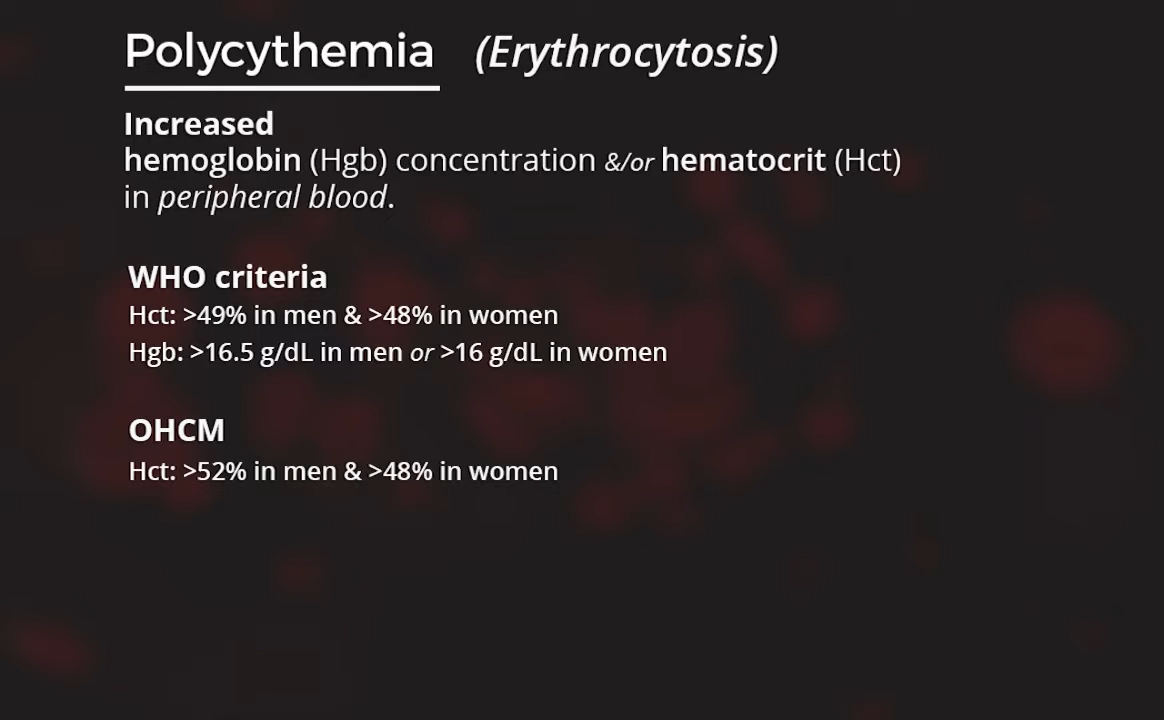 Polycythemia (Erythrocytosis)
Increased
hemoglobin (Hgb) concentration &/or hematocrit (Hct)
in peripheral blood.
WHO criteria
Hct: >49% in men & >48% in women
Hgb: >16.5 g/dL in men or >16 g/dL in women
OHCM
Hct: >52% in men & >48% in women